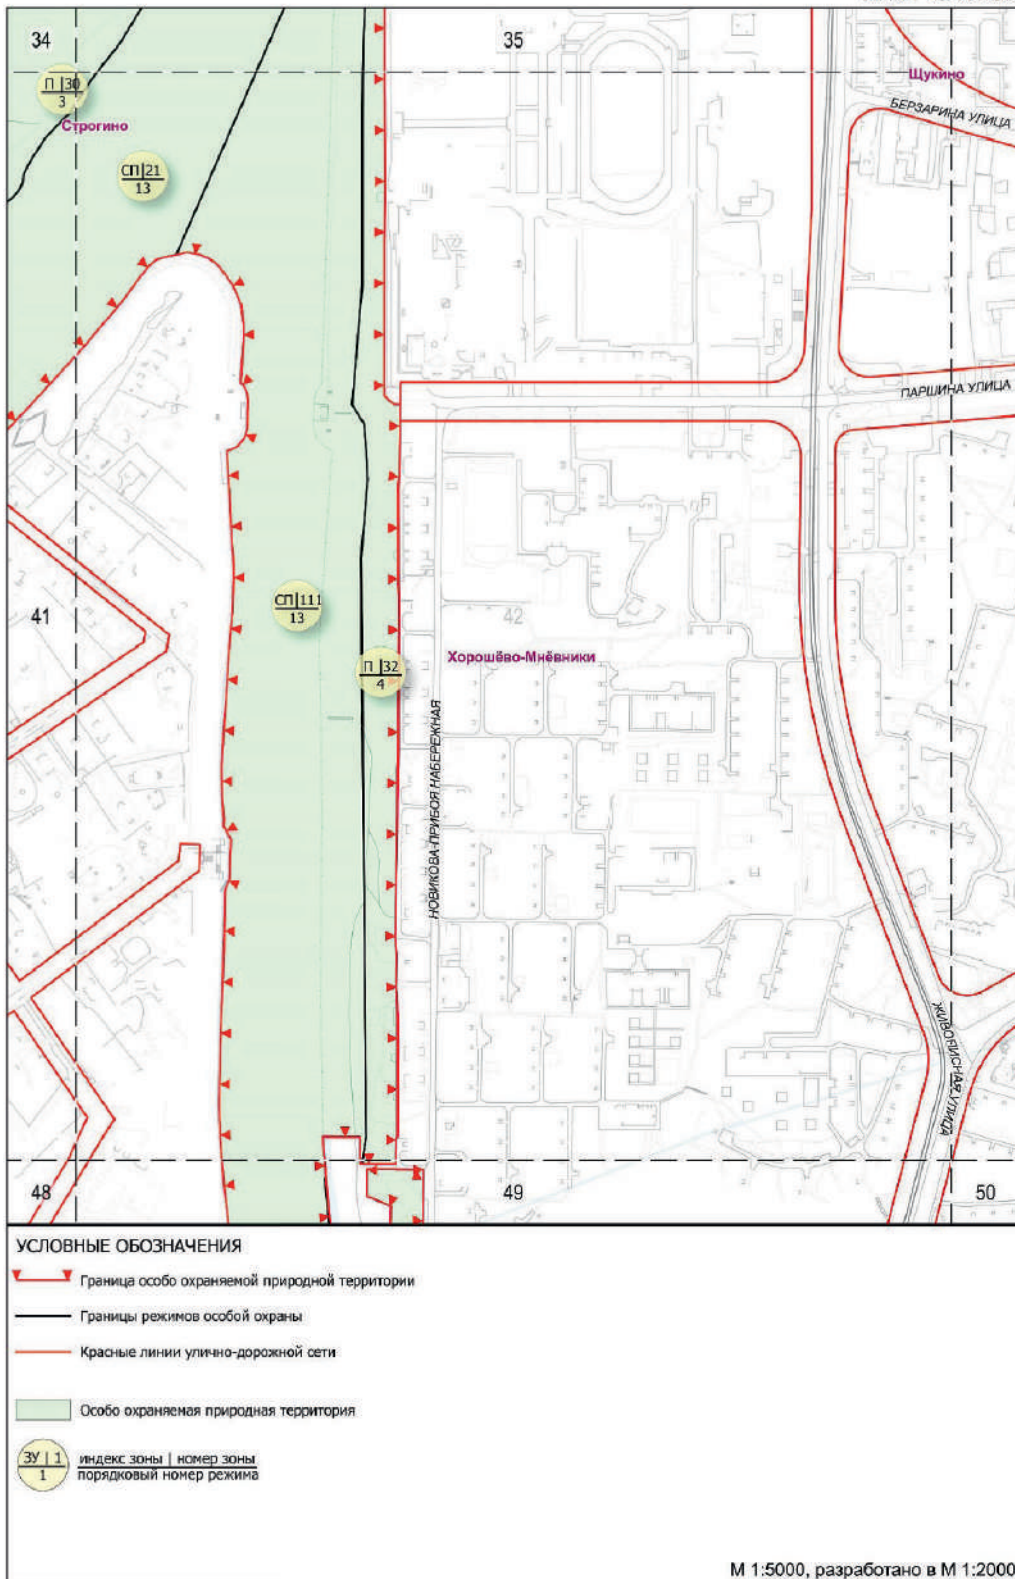 34
35
П |30
3
Щукино
БЕРЗАРИНА УЛИЦА
Строгино
СП|21
13
ПАРШИНА УЛИЦА
СП|111
13
41
42
П |32
4
Хорошёво-Мнёвники
НОВИКОВА-ПРИБОЯ НАБЕРЕЖНАЯ
ЖИВОПИСНАЯ УЛИЦА
48
49
50
УСЛОВНЫЕ ОБОЗНАЧЕНИЯ
Граница особо охраняемой природной территории
Границы режимов особой охраны
Красные линии улично-дорожной сети
Особо охраняемая природная территория
ЗУ | 1
1
индекс зоны | номер зоны
порядковый номер режима
М 1:5000, разработано в М 1:2000